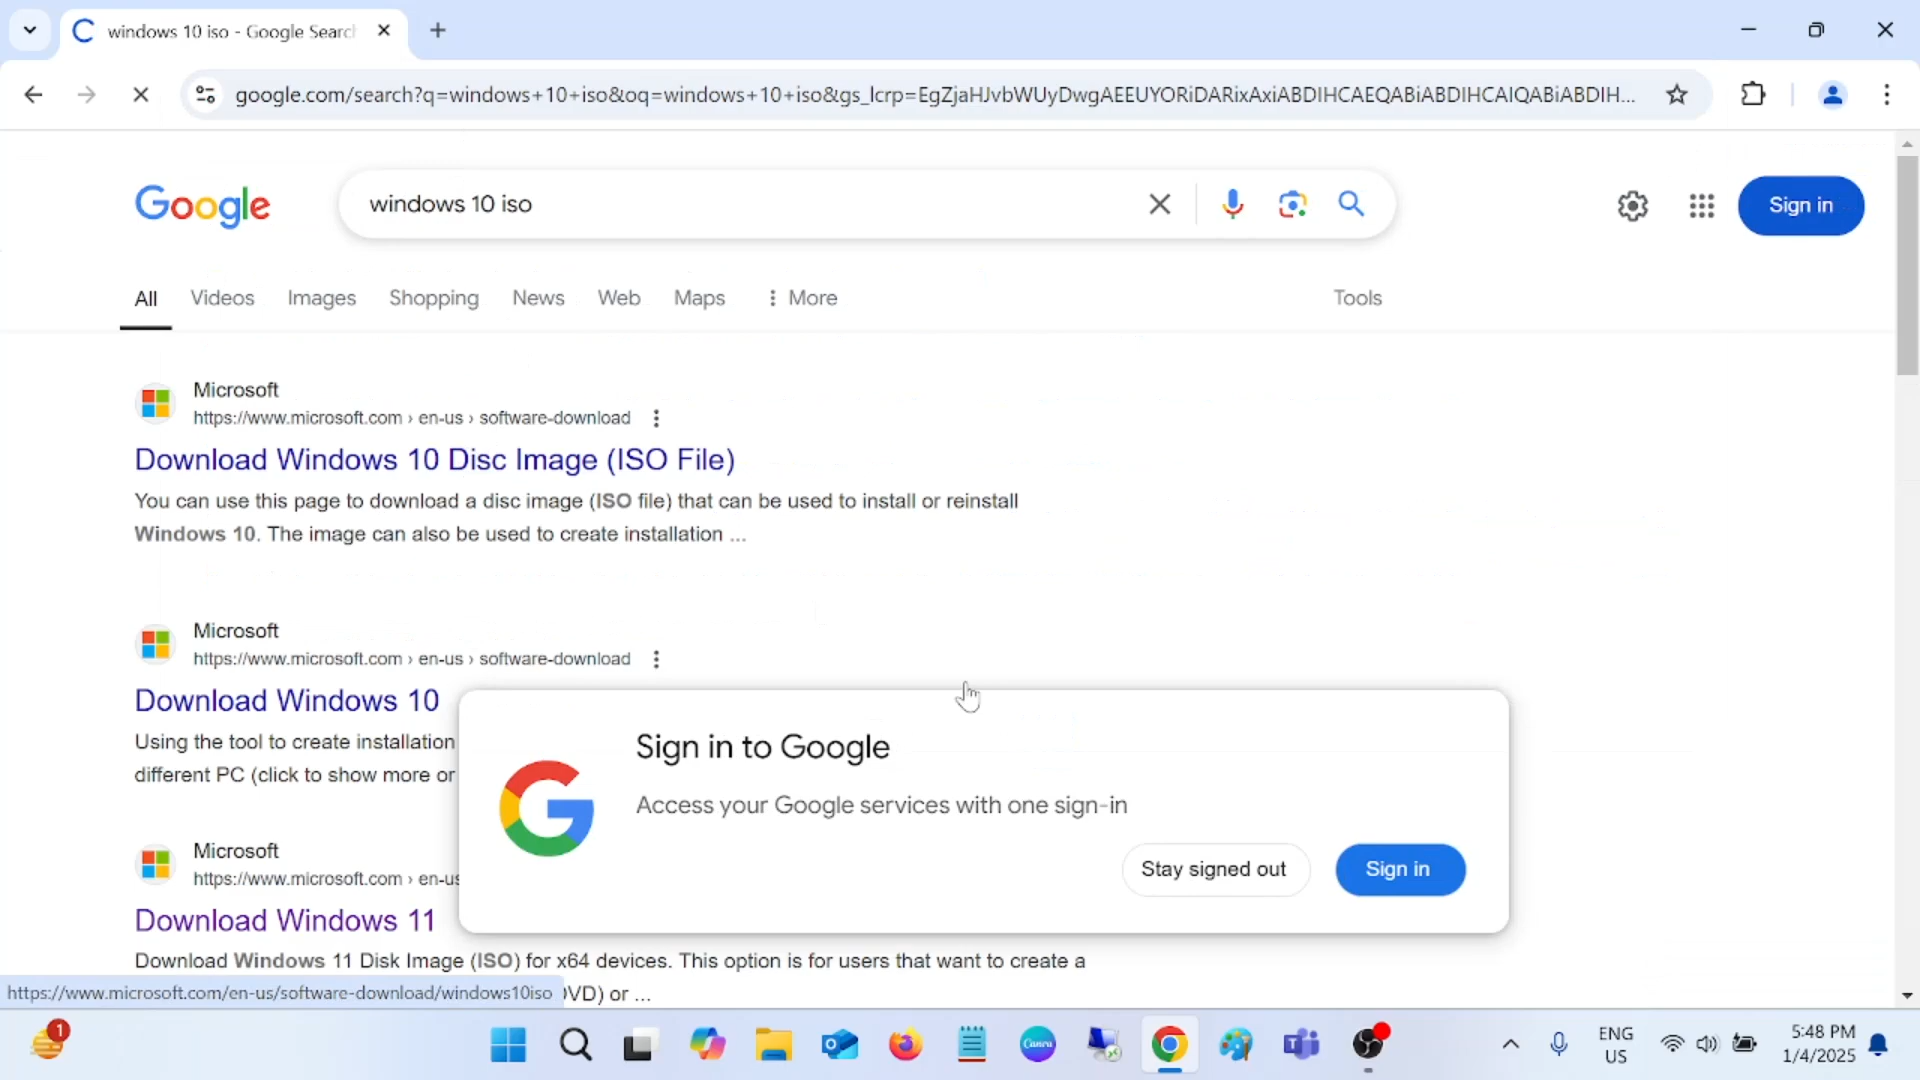 windows 10 iso - Google Search
google.com/search?q=windows+10+iso&oq=windows+10+iso&gs_lcrp=EgZjaHJvbWUyDwgAEEUYORiDARixAxiABDIHCAEQABiABDIHCAIQABiABDIH...
Google
windows 10 iso
Sign in
All Videos Images Shopping News Web Maps More Tools
Microsoft
https://www.microsoft.com › en-us › software-download
Download Windows 10 Disc Image (ISO File)
You can use this page to download a disc image (ISO file) that can be used to install or reinstall
Windows 10. The image can also be used to create installation ...
Microsoft
https://www.microsoft.com › en-us › software-download
Download Windows 10
Using the tool to create installation
different PC (click to show more or
Sign in to Google
Access your Google services with one sign-in
Stay signed out
Sign in
Microsoft
https://www.microsoft.com › en-us
Download Windows 11
Download Windows 11 Disk Image (ISO) for x64 devices. This option is for users that want to create a
VD) or ...
https://www.microsoft.com/en-us/software-download/windows10iso
1
Canva
ENG
US
5:48 PM
1/4/2025